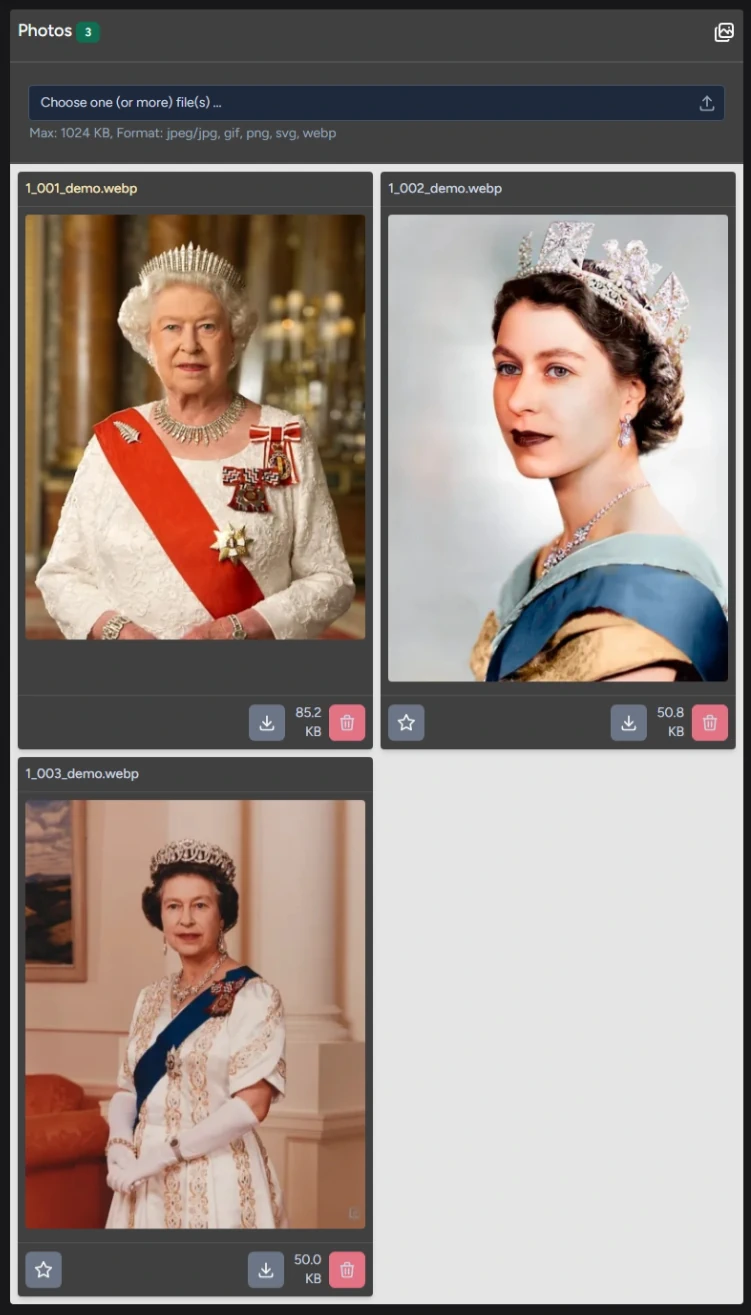 Photos 3
Choose one (or more) file(s) ...
Max: 1024 KB, Format: jpeg/jpg, gif, png, svg, webp
1_001_demo.webp
1_002_demo.webp
85.2
KB
50.8
KB
1_003_demo.webp
50.0
KB